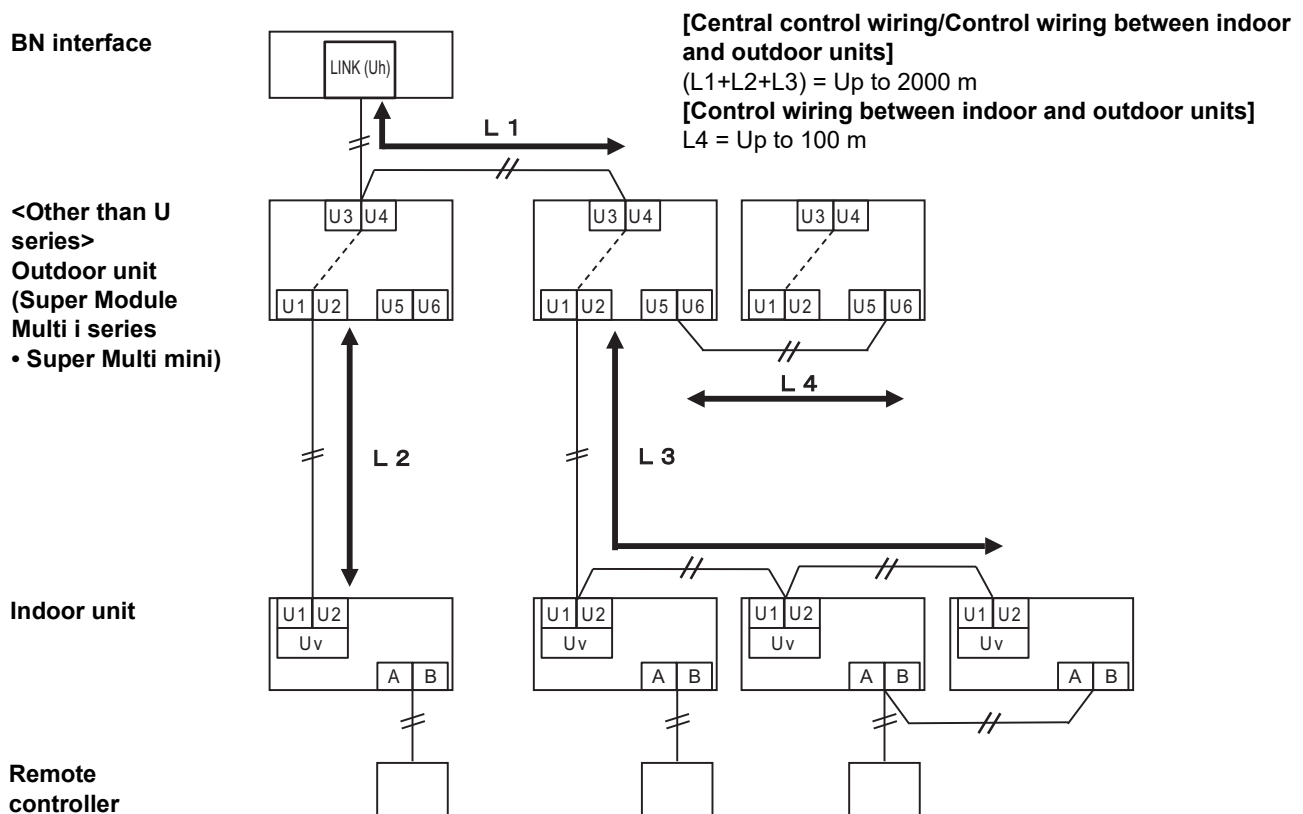 BN interface
LINK (Uh)
[Central control wiring/Control wiring between indoor
and outdoor units]
(L1+L2+L3) = Up to 2000 m
[Control wiring between indoor and outdoor units]
L4 = Up to 100 m
L 1
<Other than U
series>
Outdoor unit
(Super Module
Multi i series
• Super Multi mini)
U3 U4
U3 U4
U3 U4
U1 U2 U5 U6
U1 U2 U5 U6
U1 U2 U5 U6
L 4
L 2
L 3
Indoor unit
U1 U2
Uv
A B
U1 U2
Uv
A B
U1 U2
Uv
A B
U1 U2
Uv
A B
Remote
controller